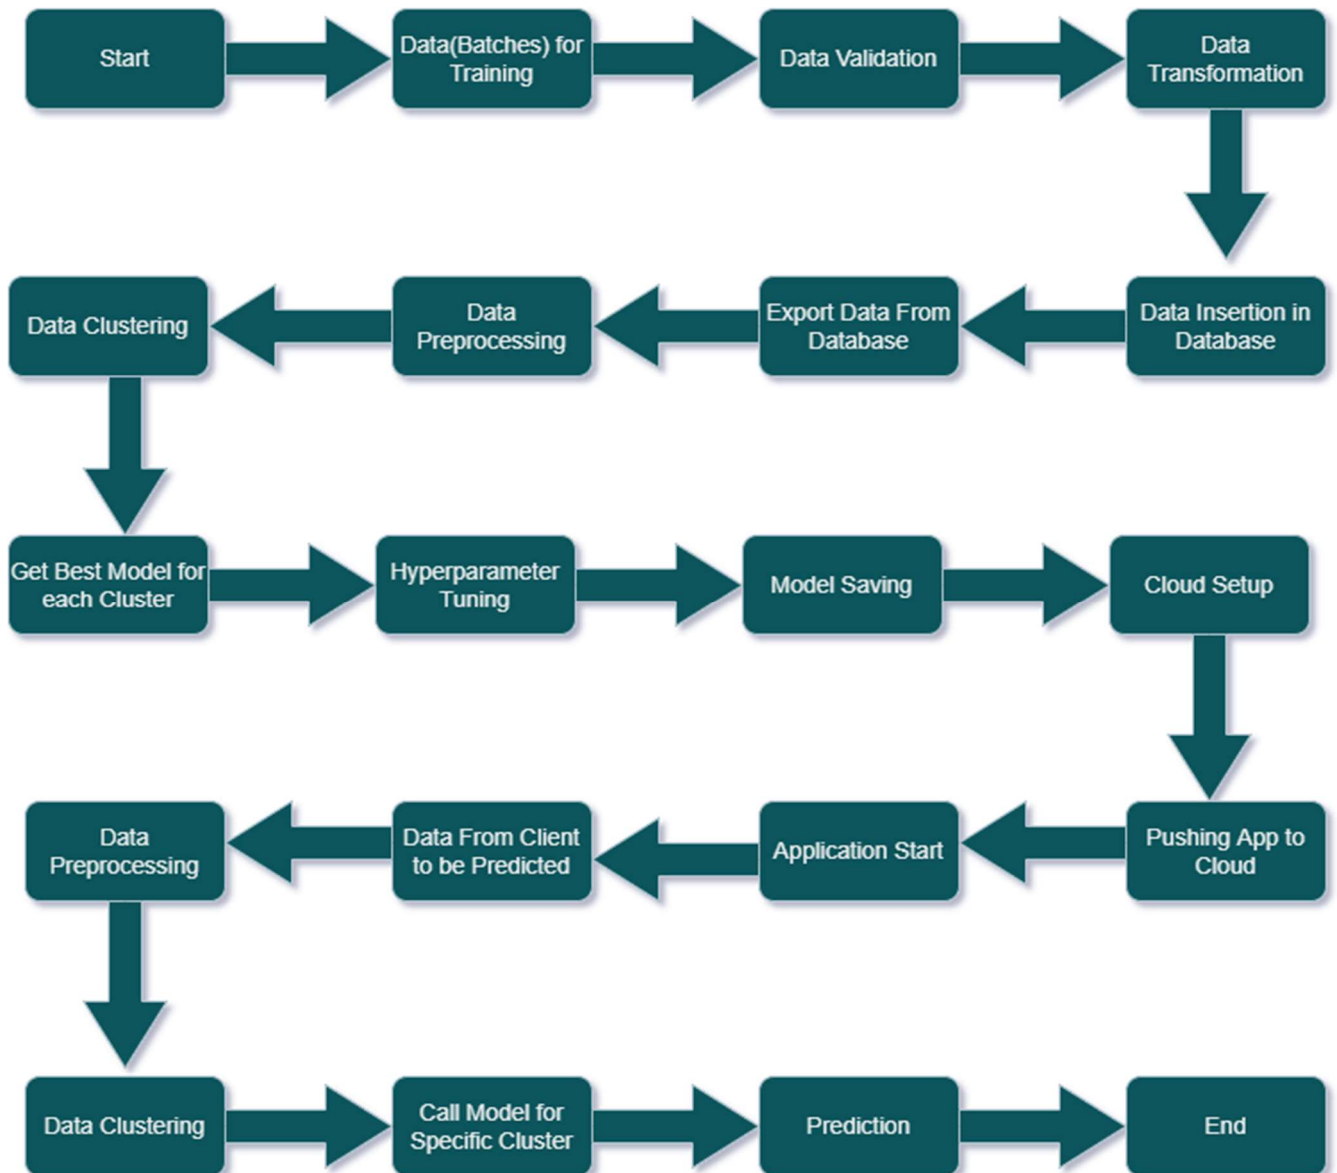 Start
Data(Batches) for
Training
Data Validation
Data
Transformation
Data Insertion in
Database
Export Data From
Database
Data
Preprocessing
Data Clustering
Get Best Model for
each Cluster
Hyperparameter
Tuning
Model Saving
Cloud Setup
Pushing App to
Cloud
Application Start
Data From Client
to be Predicted
Data
Preprocessing
Data Clustering
Call Model for
Specific Cluster
Prediction
End